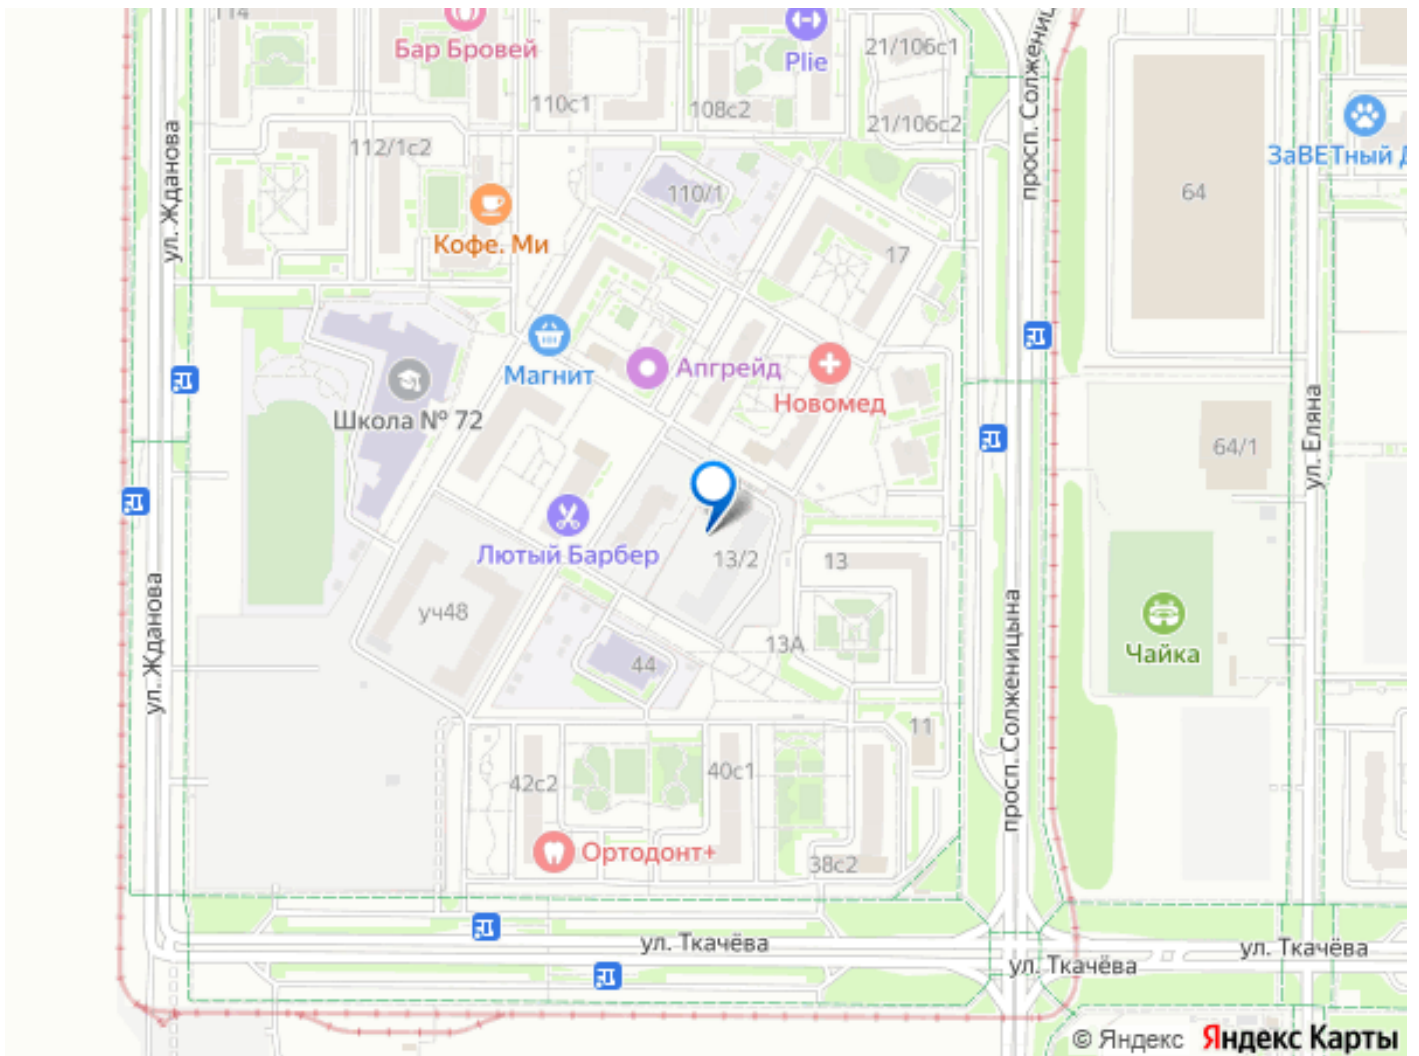 114
Бар Бровей
Plie
21/106с1
110с1
108с2
21/106с2
112/1с2
просп. Солжениц
ул. Жданова
ЗаВЕТный Д
64
110/1
Кофе. Ми
17
Магнит
Апгрейд
Новомед
Школа № 72
ул. Еляна
64/1
Лютый Барбер
13/2
13
уч48
13А
44
Чайка
ул. Жданова
просп. Солженицына
11
42с2
40с1
Ортодонт+
38с2
ул. Ткачёва
ул. Ткачёва
ул. Ткачёва
© Яндекс Яндекс Карты